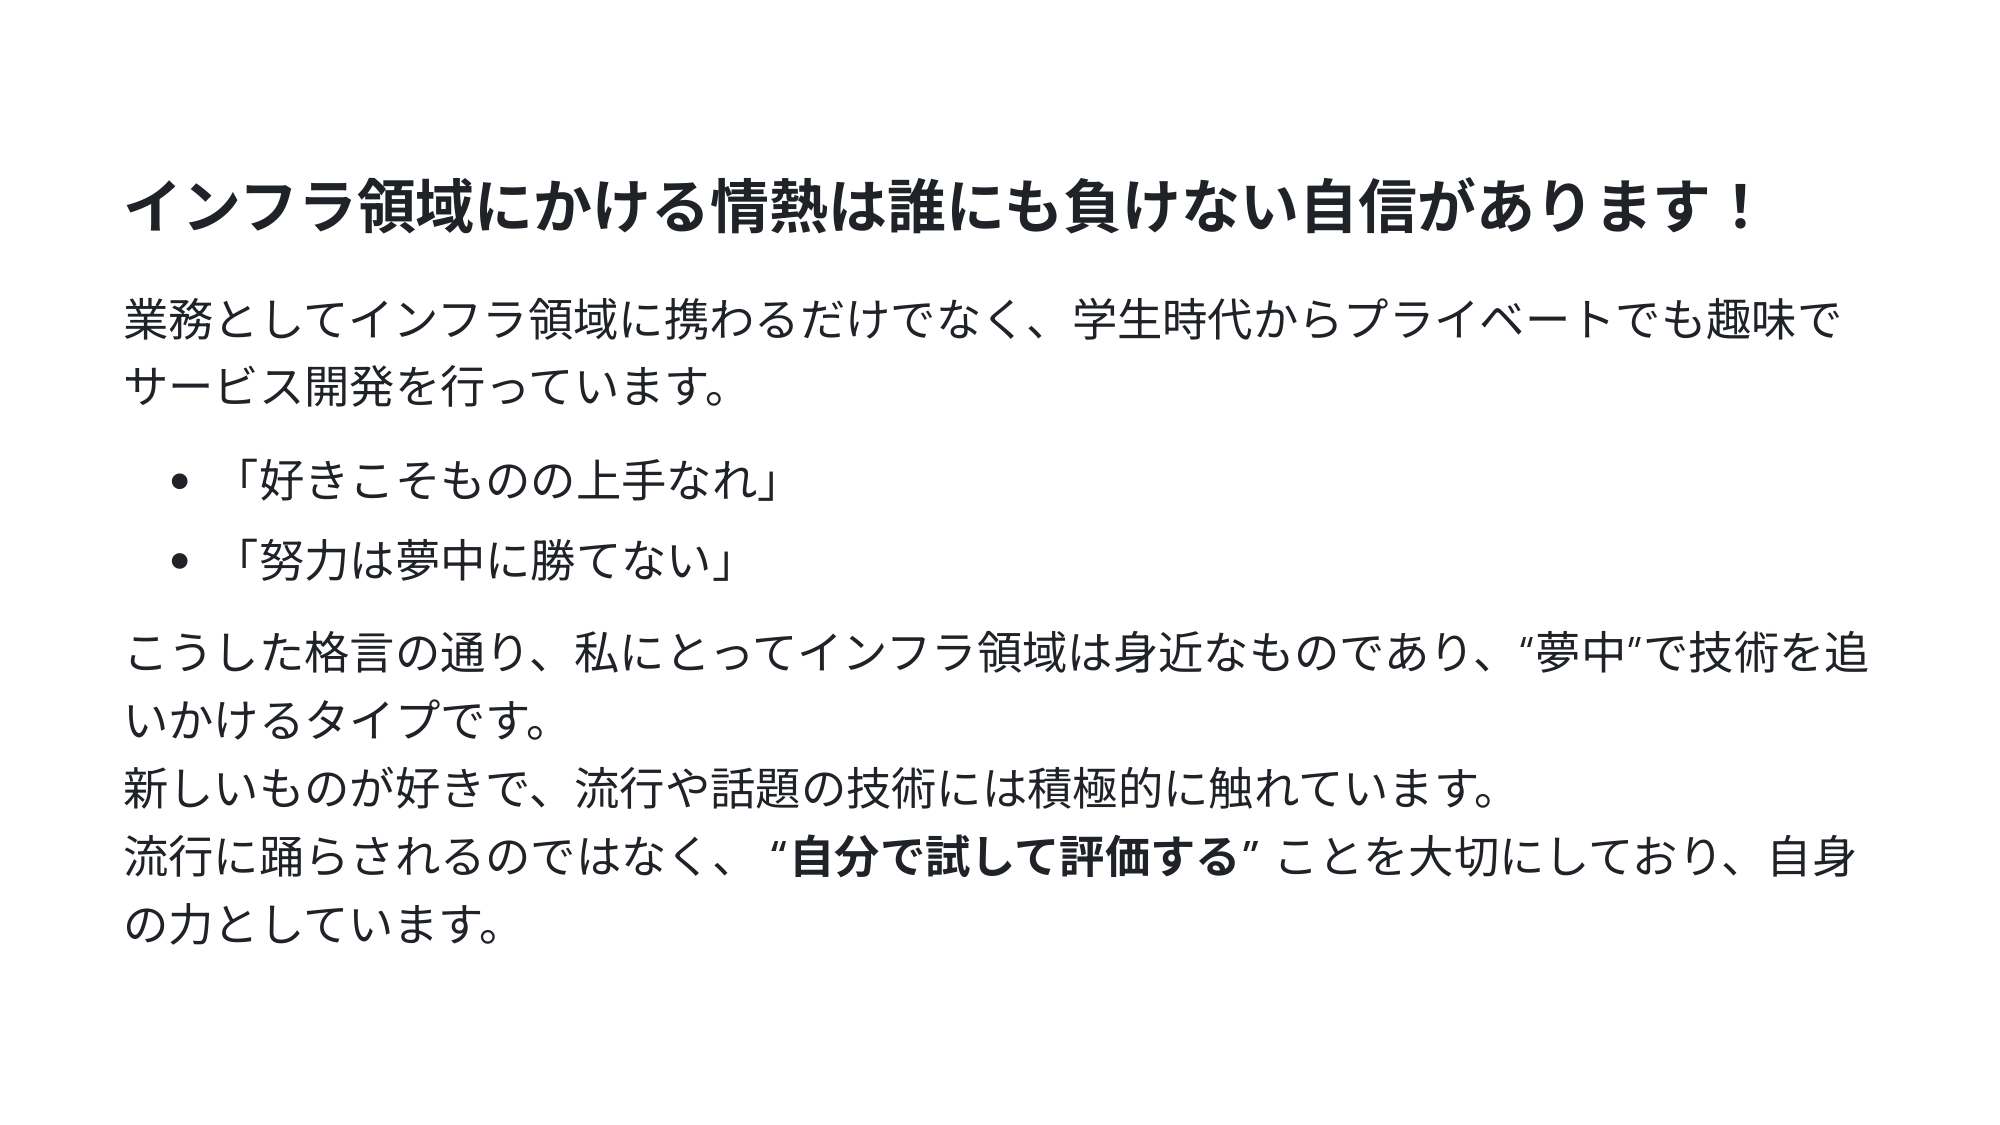 インフラ領域にかける情熱は誰にも負けない自信があります！
業務としてインフラ領域に携わるだけでなく、学生時代からプライベートでも趣味で
サービス開発を行っています。
• 「好きこそものの上手なれ」
• 「努力は夢中に勝てない」
こうした格言の通り、私にとってインフラ領域は身近なものであり、“夢中”で技術を追
いかけるタイプです。
新しいものが好きで、流行や話題の技術には積極的に触れています。
流行に踊らされるのではなく、 “自分で試して評価する” ことを大切にしており、自身
の力としています。